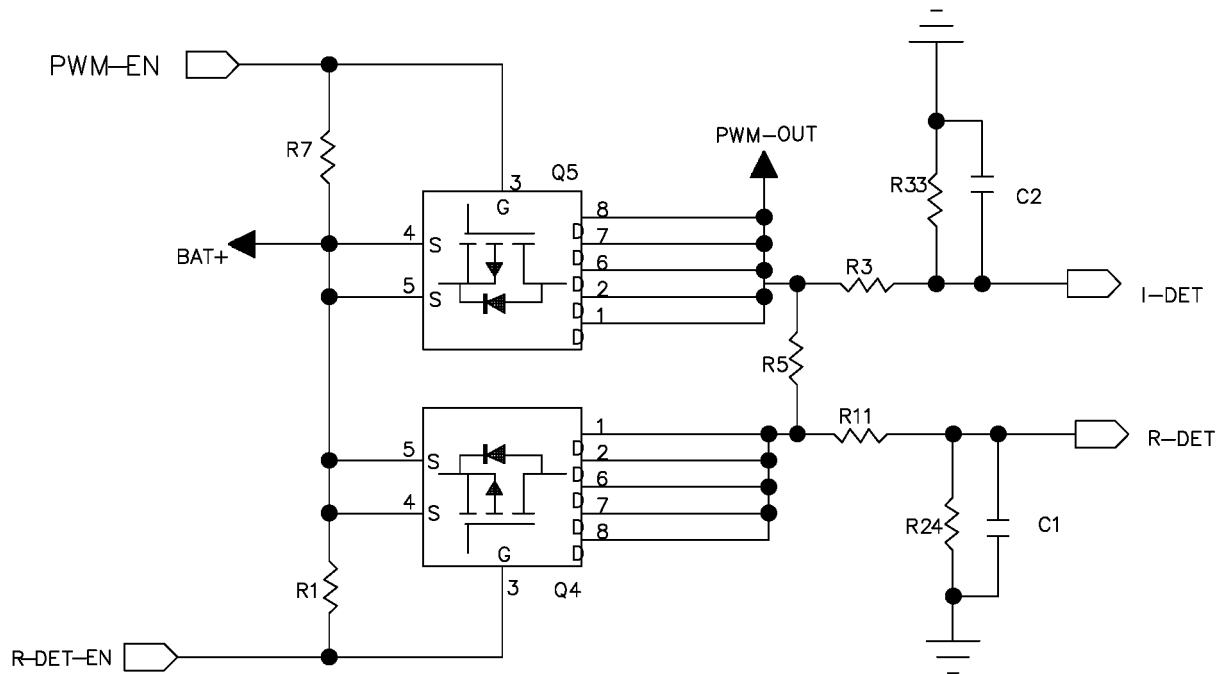 PWM-EN
PWM-OUT
R7
3
Q5
G
8
D
7
D
6
D
2
D
1
D
4
S
5
S
BAT+
R33
C2
R3
I-DET
R5
R11
R-DET
5
S
4
S
1
D
2
D
6
D
7
D
8
D
G
3
Q4
R24
C1
R1
R-DET-EN